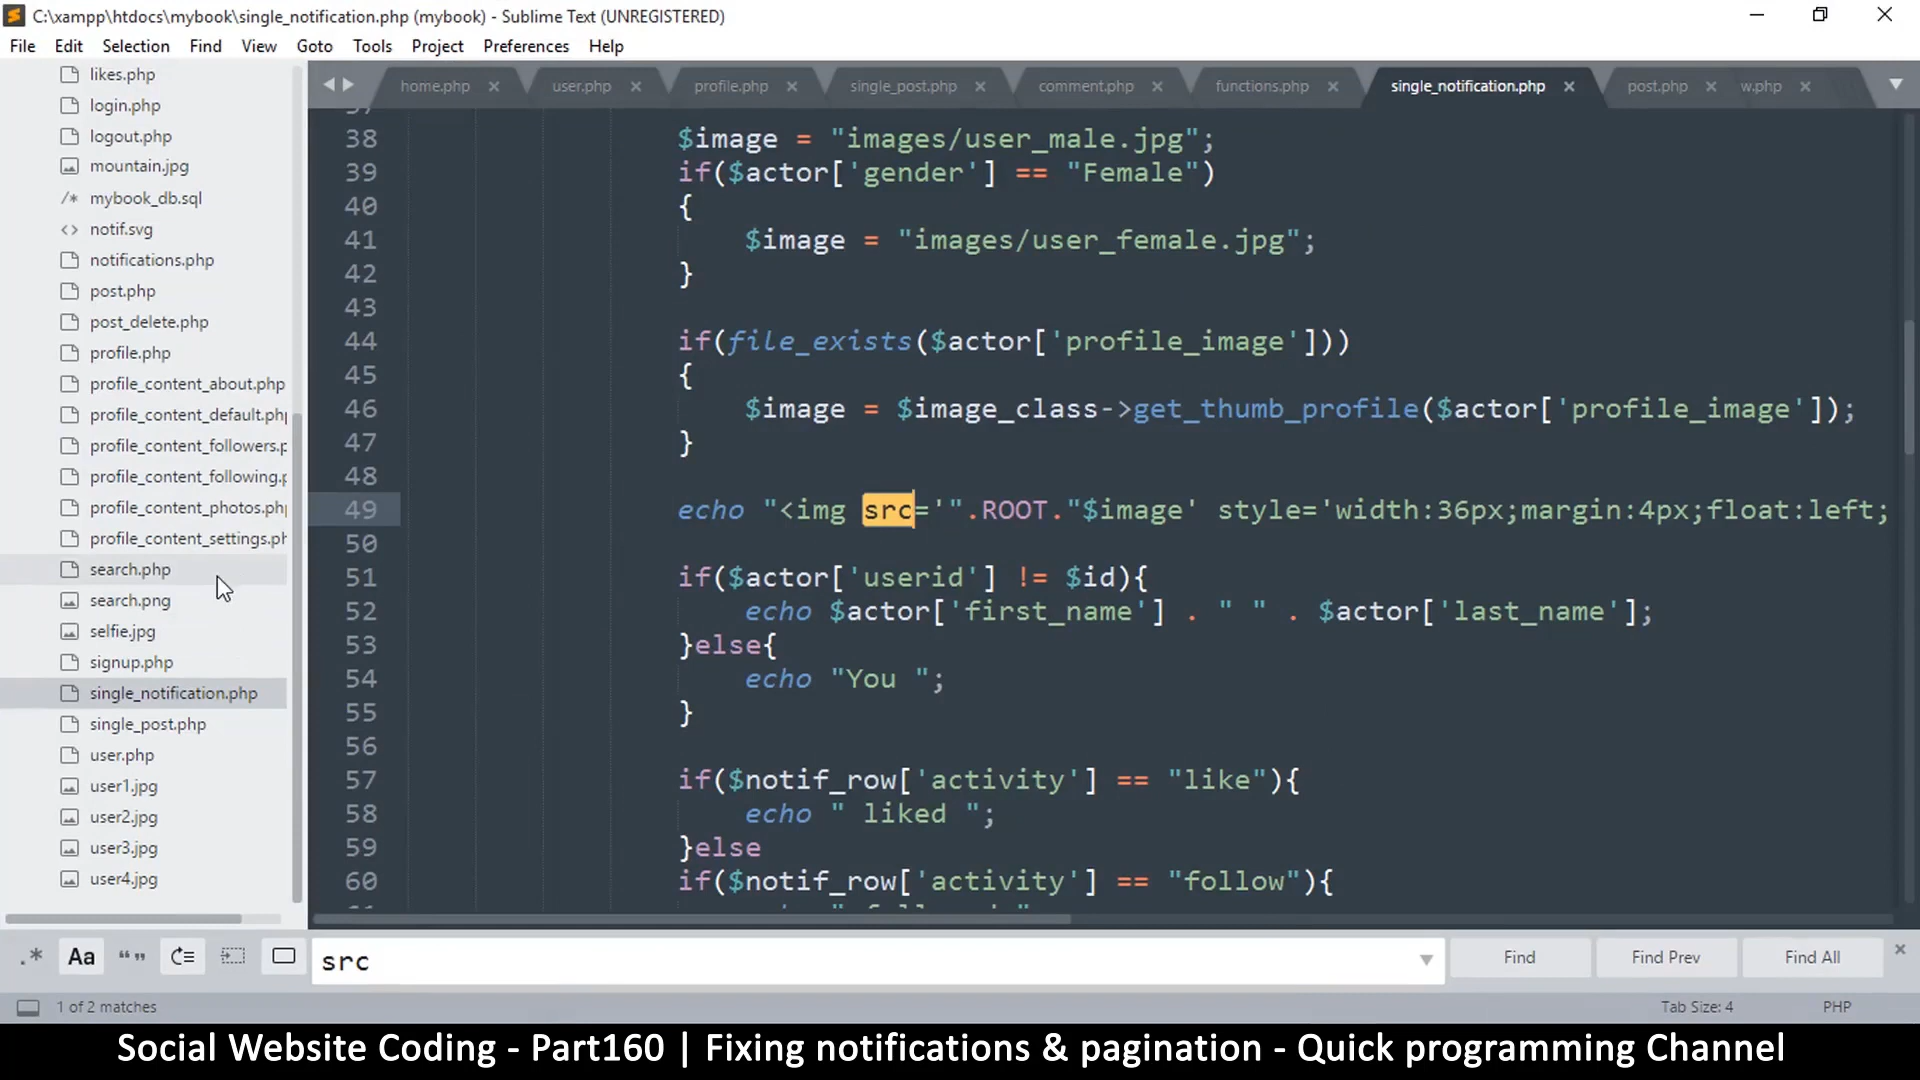 C:\xampp\htdocs\mybook\single_notification.php (mybook) - Sublime Text (UNREGISTERED)
File Edit Selection Find View Goto Tools Project Preferences Help
likes.php
login.php
logout.php
mountain.jpg
/* mybook_db.sql
<> notif.svg
notifications.php
post.php
post_delete.php
profile.php
profile_content_about.php
profile_content_default.php
profile_content_followers.p
profile_content_following.p
profile_content_photos.php
profile_content_settings.ph
search.php
search.png
selfie.jpg
signup.php
single_notification.php
single_post.php
user.php
user1.jpg
user2.jpg
user3.jpg
user4.jpg
home.php user.php profile.php single_post.php comment.php functions.php single_notification.php post.php w.php
38 $image = "images/user_male.jpg";
39 if($actor['gender'] == "Female")
40 {
41 $image = "images/user_female.jpg";
42 }
43
44 if(file_exists($actor['profile_image']))
45 {
46 $image = $image_class->get_thumb_profile($actor['profile_image']);
47 }
48
49 echo "<img src='".ROOT."$image' style='width:36px;margin:4px;float:left;
50
51 if($actor['userid'] != $id){
52 echo $actor['first_name'] . " " . $actor['last_name'];
53 }else{
54 echo "You ";
55 }
56
57 if($notif_row['activity'] == "like"){
58 echo " liked ";
59 }else
60 if($notif_row['activity'] == "follow"){
.* Aa “” src Find Find Prev Find All
1 of 2 matches Tab Size: 4 PHP
Social Website Coding - Part160 | Fixing notifications & pagination - Quick programming Channel